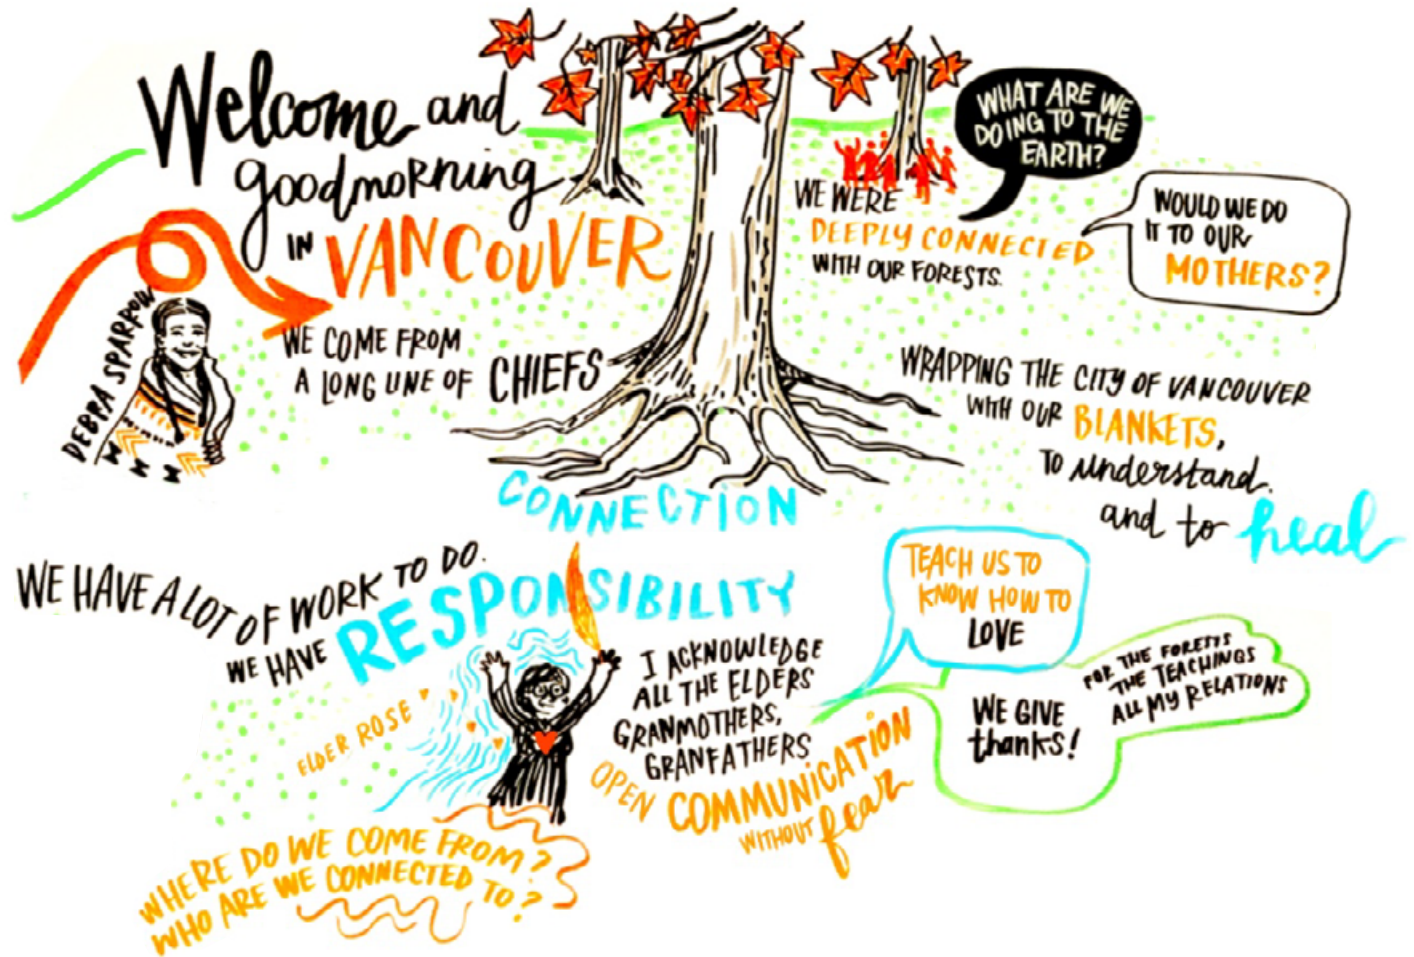 Welcome and
goodmorning
IN VANCOUVER
DEBRA SPARROW
WE COME FROM
A LONG LINE OF CHIEFS
WHAT ARE WE
DOING TO THE
EARTH?
WE WERE
DEEPLY CONNECTED
WITH OUR FORESTS.
WOULD WE DO
IT TO OUR
MOTHERS?
WRAPPING THE CITY OF VANCOUVER
WITH OUR BLANKETS,
TO understand.
and to heal
CONNECTION
WE HAVE A LOT OF WORK TO DO.
WE HAVE RESPONSIBILITY
ELDER ROSE
I ACKNOWLEDGE
ALL THE ELDERS
GRANMOTHERS,
GRANFATHERS
OPEN COMMUNICATION
WITHOUT fear
TEACH US TO
KNOW HOW TO
LOVE
WE GIVE
thanks!
FOR THE FORESTS
THE TEACHINGS
ALL MY RELATIONS
WHERE DO WE COME FROM?
WHO ARE WE CONNECTED TO?